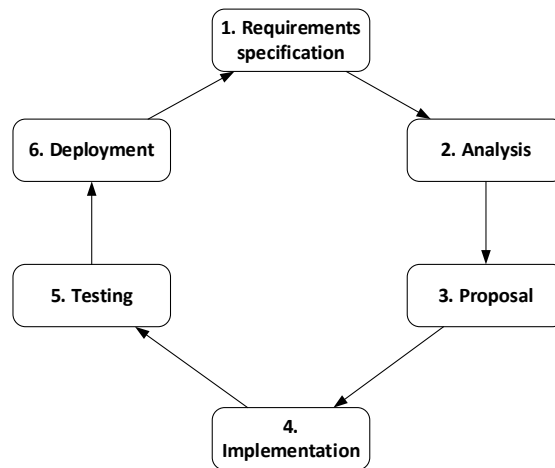 1. Requirements
specification
2. Analysis
3. Proposal
4.
Implementation
5. Testing
6. Deployment